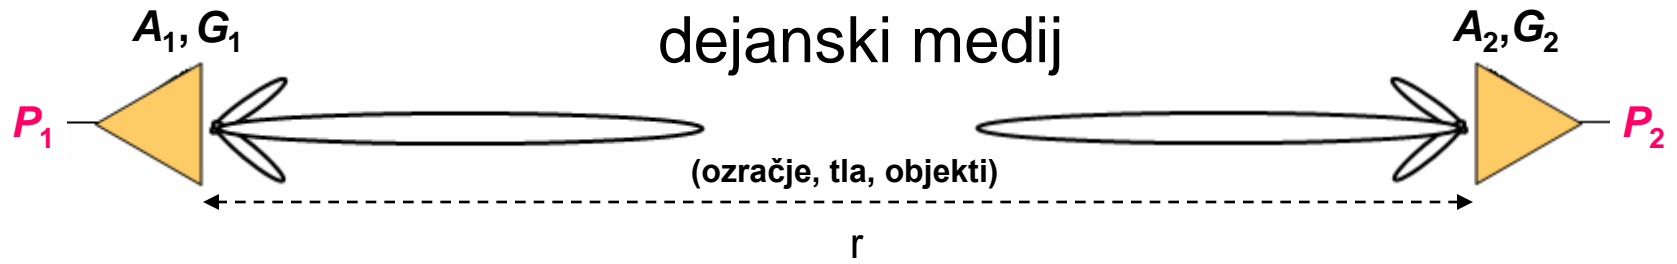 A₁, G₁
dejanski medij
A₂,G₂
P₁
P₂
(ozračje, tla, objekti)
r